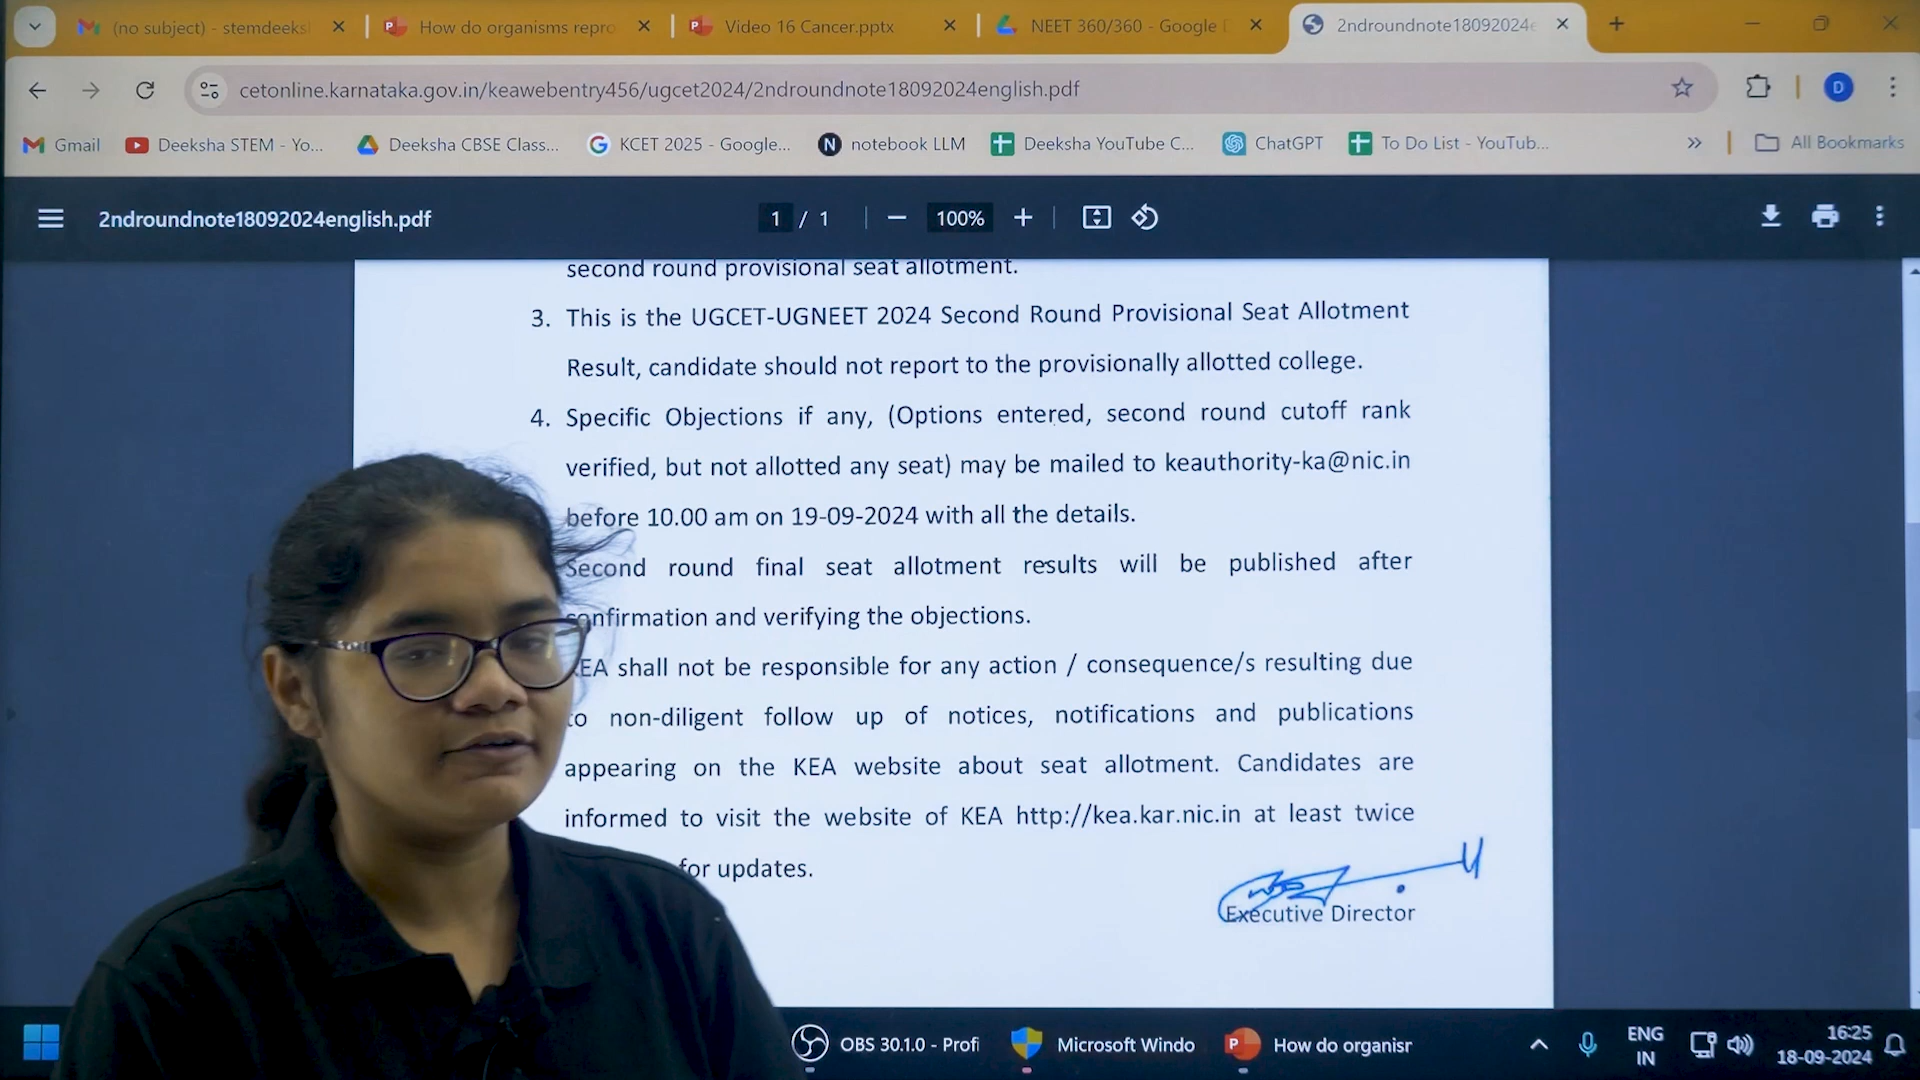 (no subject) - stemdeeks
How do organisms repro
Video 16 Cancer.pptx
NEET 360/360 - Google
2ndroundnote18092024
cetonline.karnataka.gov.in/keawebentry456/ugcet2024/2ndroundnote18092024english.pdf
D
Gmail
Deeksha STEM - Yo...
Deeksha CBSE Class...
KCET 2025 - Google...
N
notebook LLM
Deeksha YouTube C...
ChatGPT
To Do List - YouTub...
All Bookmarks
2ndroundnote18092024english.pdf
1 / 1
100%
second round provisional seat allotment.
3. This is the UGCET-UGNEET 2024 Second Round Provisional Seat Allotment
Result, candidate should not report to the provisionally allotted college.
4. Specific Objections if any, (Options entered, second round cutoff rank
verified, but not allotted any seat) may be mailed to keauthority-ka@nic.in
before 10.00 am on 19-09-2024 with all the details.
Second round final seat allotment results will be published after
confirmation and verifying the objections.
KEA shall not be responsible for any action / consequence/s resulting due
to non-diligent follow up of notices, notifications and publications
appearing on the KEA website about seat allotment. Candidates are
informed to visit the website of KEA http://kea.kar.nic.in at least twice
for updates.
Executive Director
OBS 30.1.0 - Profi
Microsoft Windo
How do organisr
ENG
IN
16:25
18-09-2024